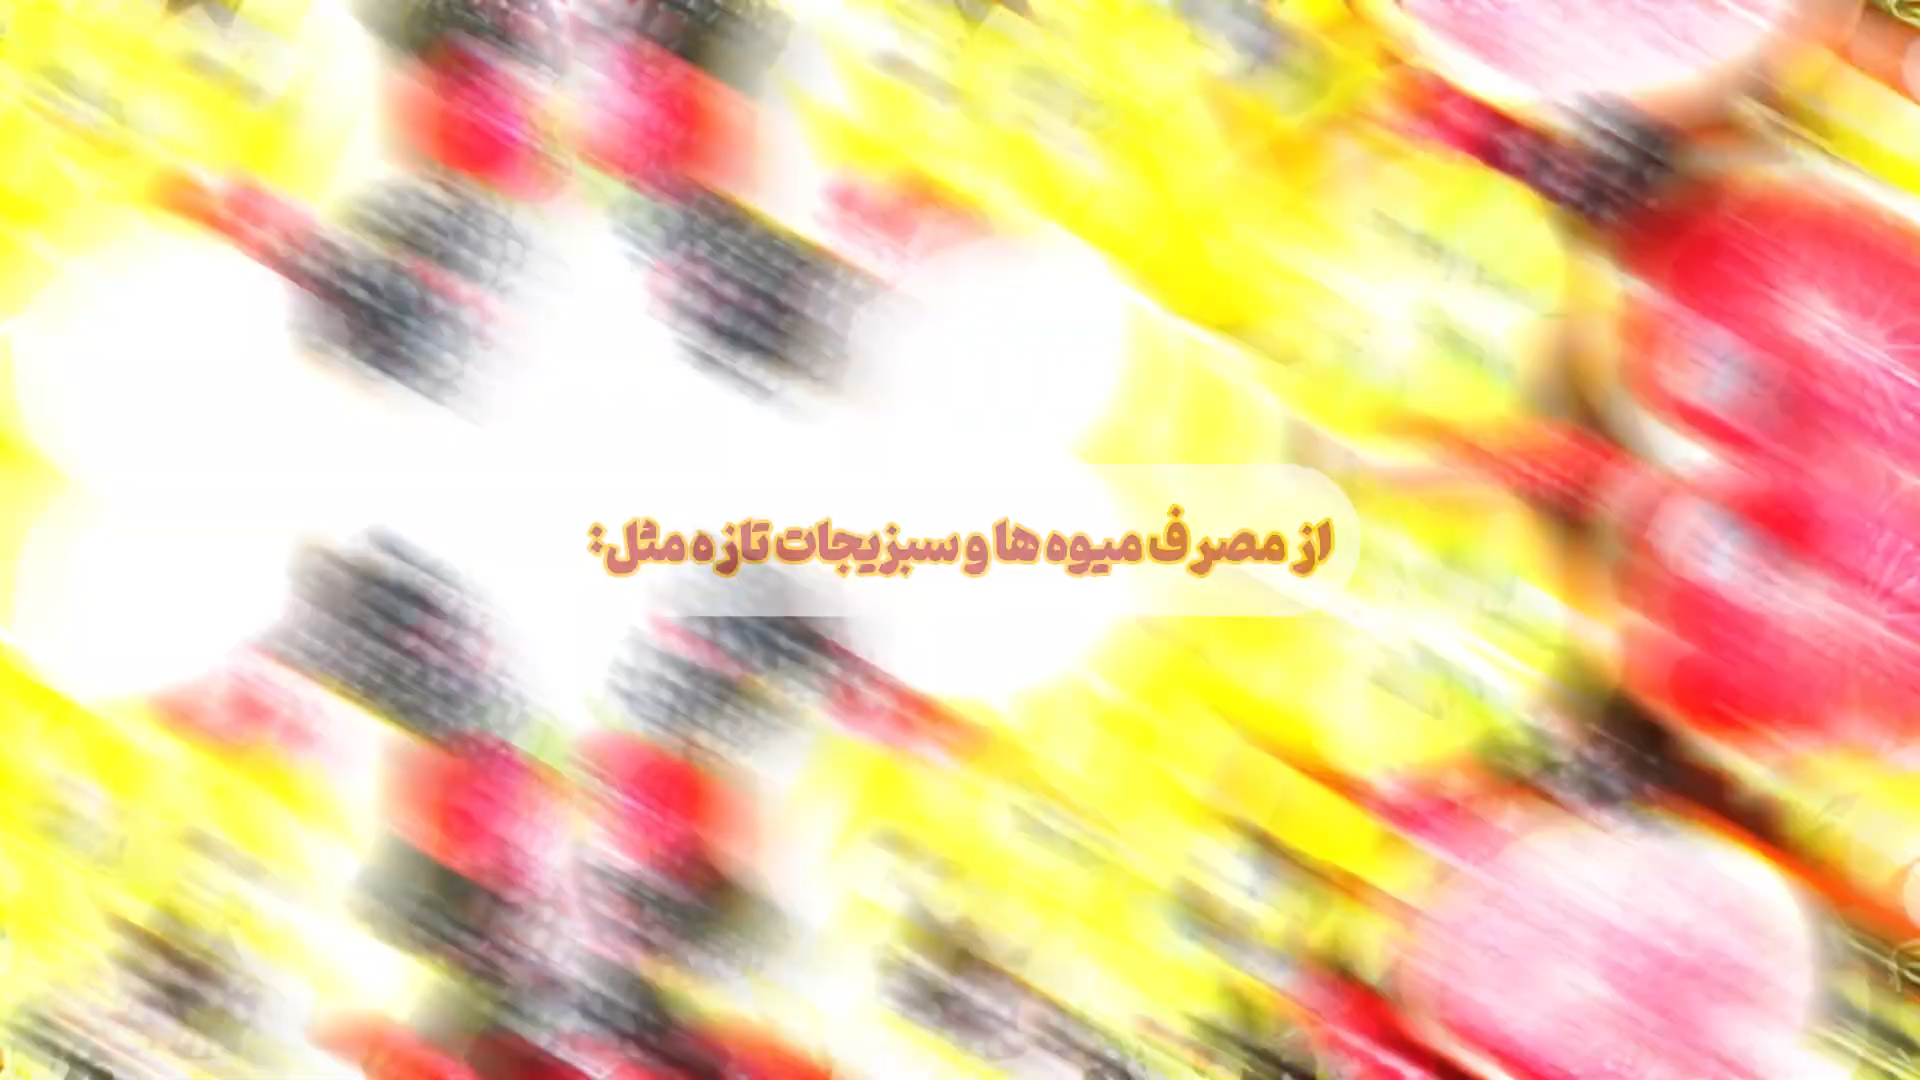 از مصرف میوه ها و سبزیجات تازه مثل: